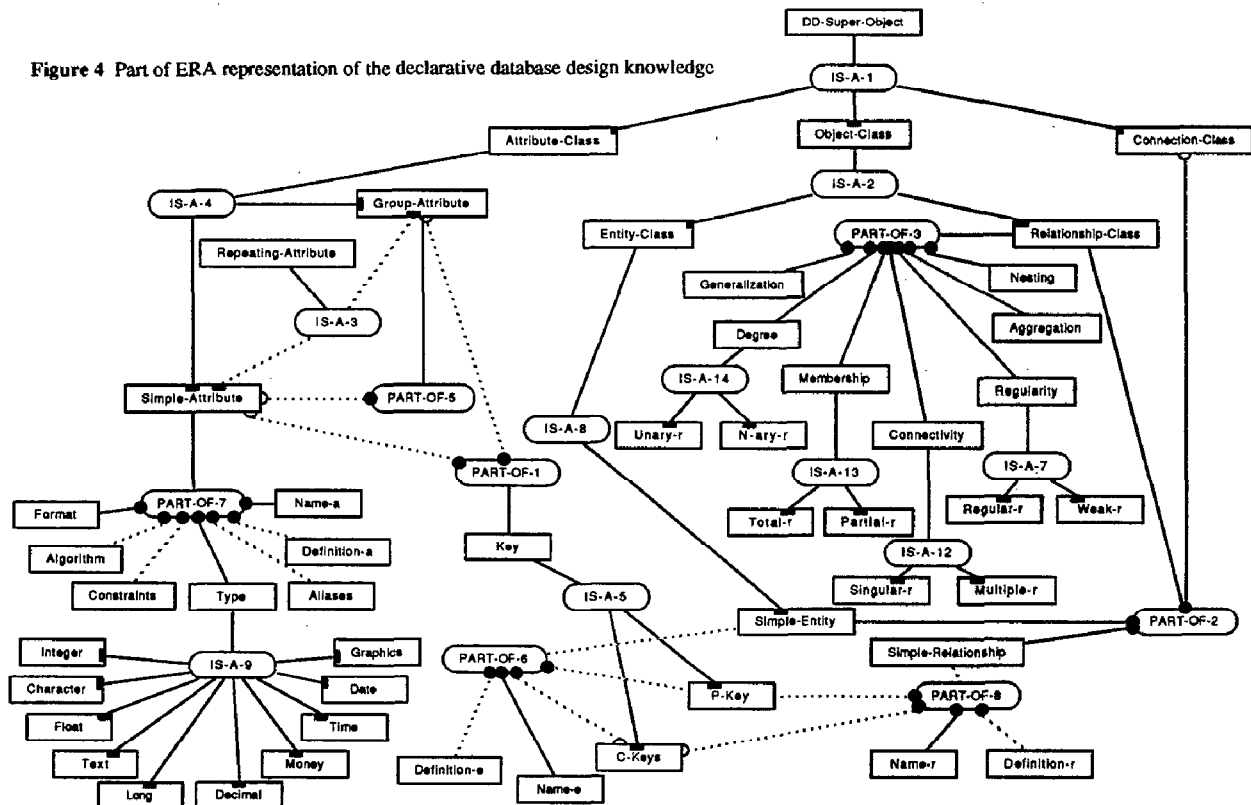 DD-Super-Object
Figure 4 Part of ERA representation of the declarative database design knowledge
IS-A-1
Attribute-Class
Object-Class
Connection-Class
IS-A-4
Group-Attribute
IS-A-2
Entity-Class
PART-OF-3
Relationship-Class
Repeating-Attribute
Generalization
Nesting
IS-A-3
Degree
Aggregation
Simple-Attribute
PART-OF-5
IS-A-14
Membership
Regularity
IS-A-8
Unary-r
N-ary-r
Connectivity
PART-OF-1
IS-A-13
IS-A-7
Format
PART-OF-7
Name-a
Total-r
Partial-r
Regular-r
Weak-r
Algorithm
Definition-a
Key
IS-A-12
Constraints
Type
Aliases
IS-A-5
Singular-r
Multiple-r
Simple-Entity
PART-OF-2
Integer
IS-A-9
Graphics
PART-OF-6
Simple-Relationship
Character
Date
P-Key
PART-OF-8
Float
Time
Text
Money
Definition-e
C-Keys
Name-r
Definition-r
Long
Decimal
Name-e